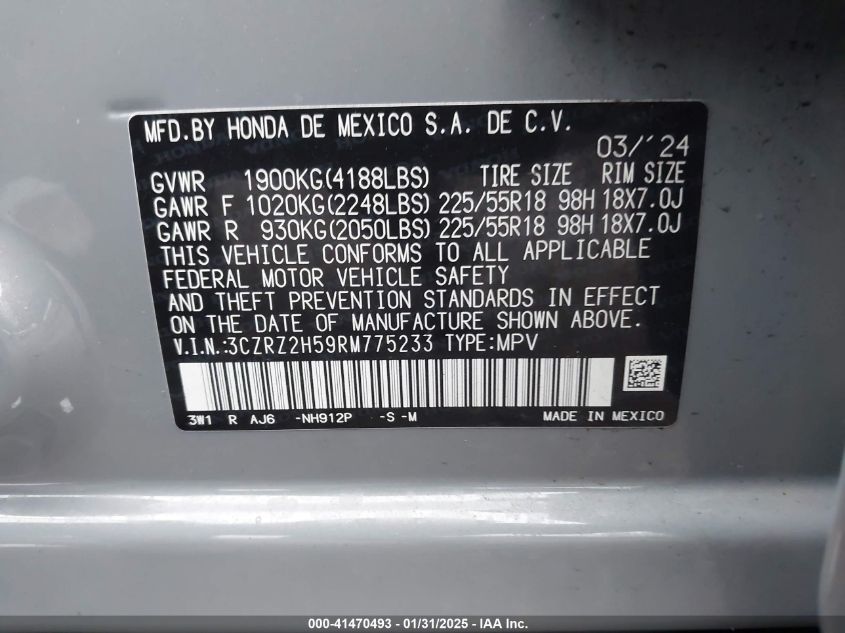 MFD.BY HONDA DE MEXICO S.A. DE C.V.
03/'24
GVWR 1900KG(4188LBS) TIRE SIZE RIM SIZE
GAWR F 1020KG(2248LBS) 225/55R18 98H 18X7.0J
GAWR R 930KG(2050LBS) 225/55R18 98H 18X7.0J
THIS VEHICLE CONFORMS TO ALL APPLICABLE
FEDERAL MOTOR VEHICLE SAFETY
AND THEFT PREVENTION STANDARDS IN EFFECT
ON THE DATE OF MANUFACTURE SHOWN ABOVE.
V.I.N.:3CZRZ2H59RM775233 TYPE:MPV
3W1 R AJ6 -NH912P -S -M MADE IN MEXICO
000-41470493 - 01/31/2025 - IAA Inc.